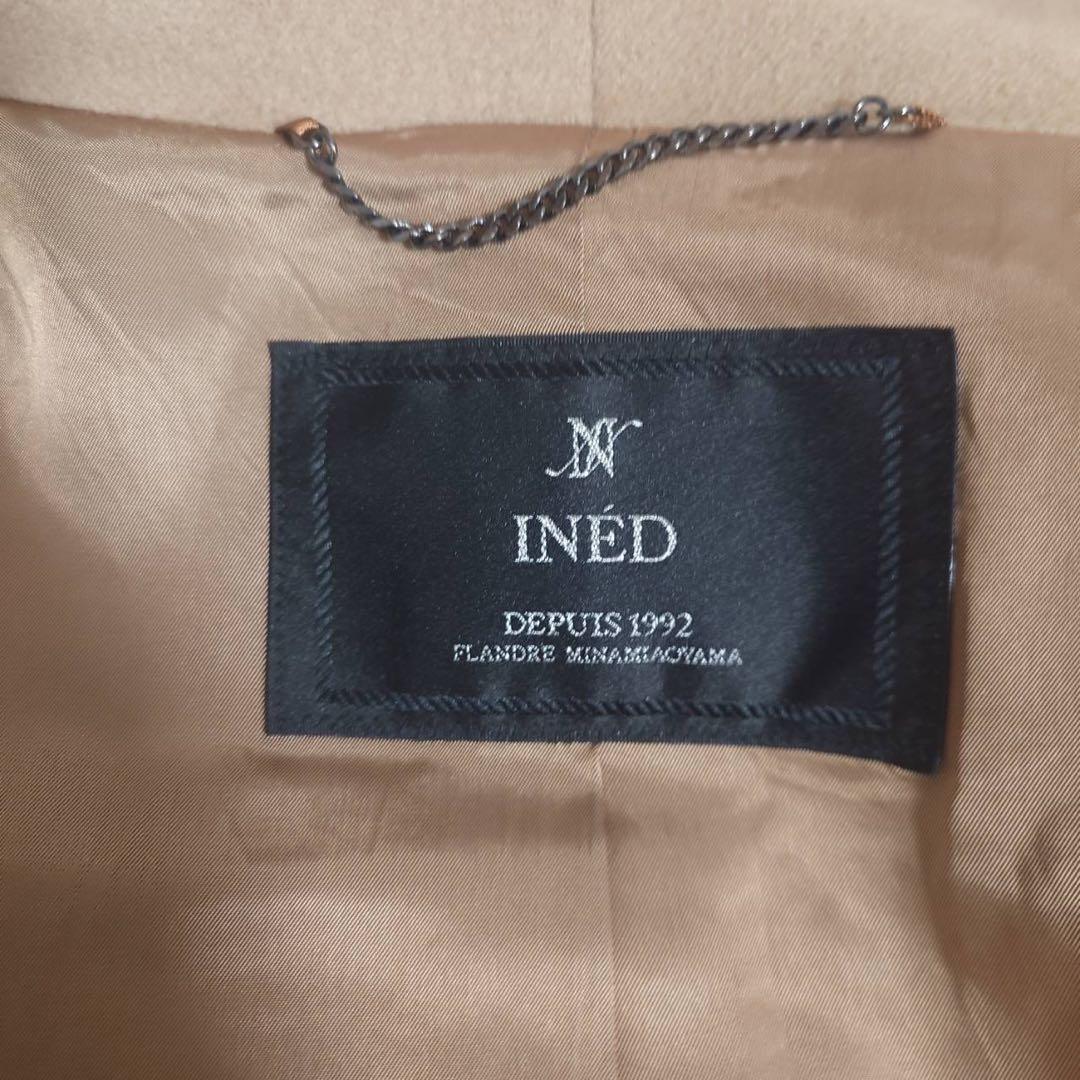 INÉD
DEPUIS 1992
FLANDRE MINAMIAOYAMA